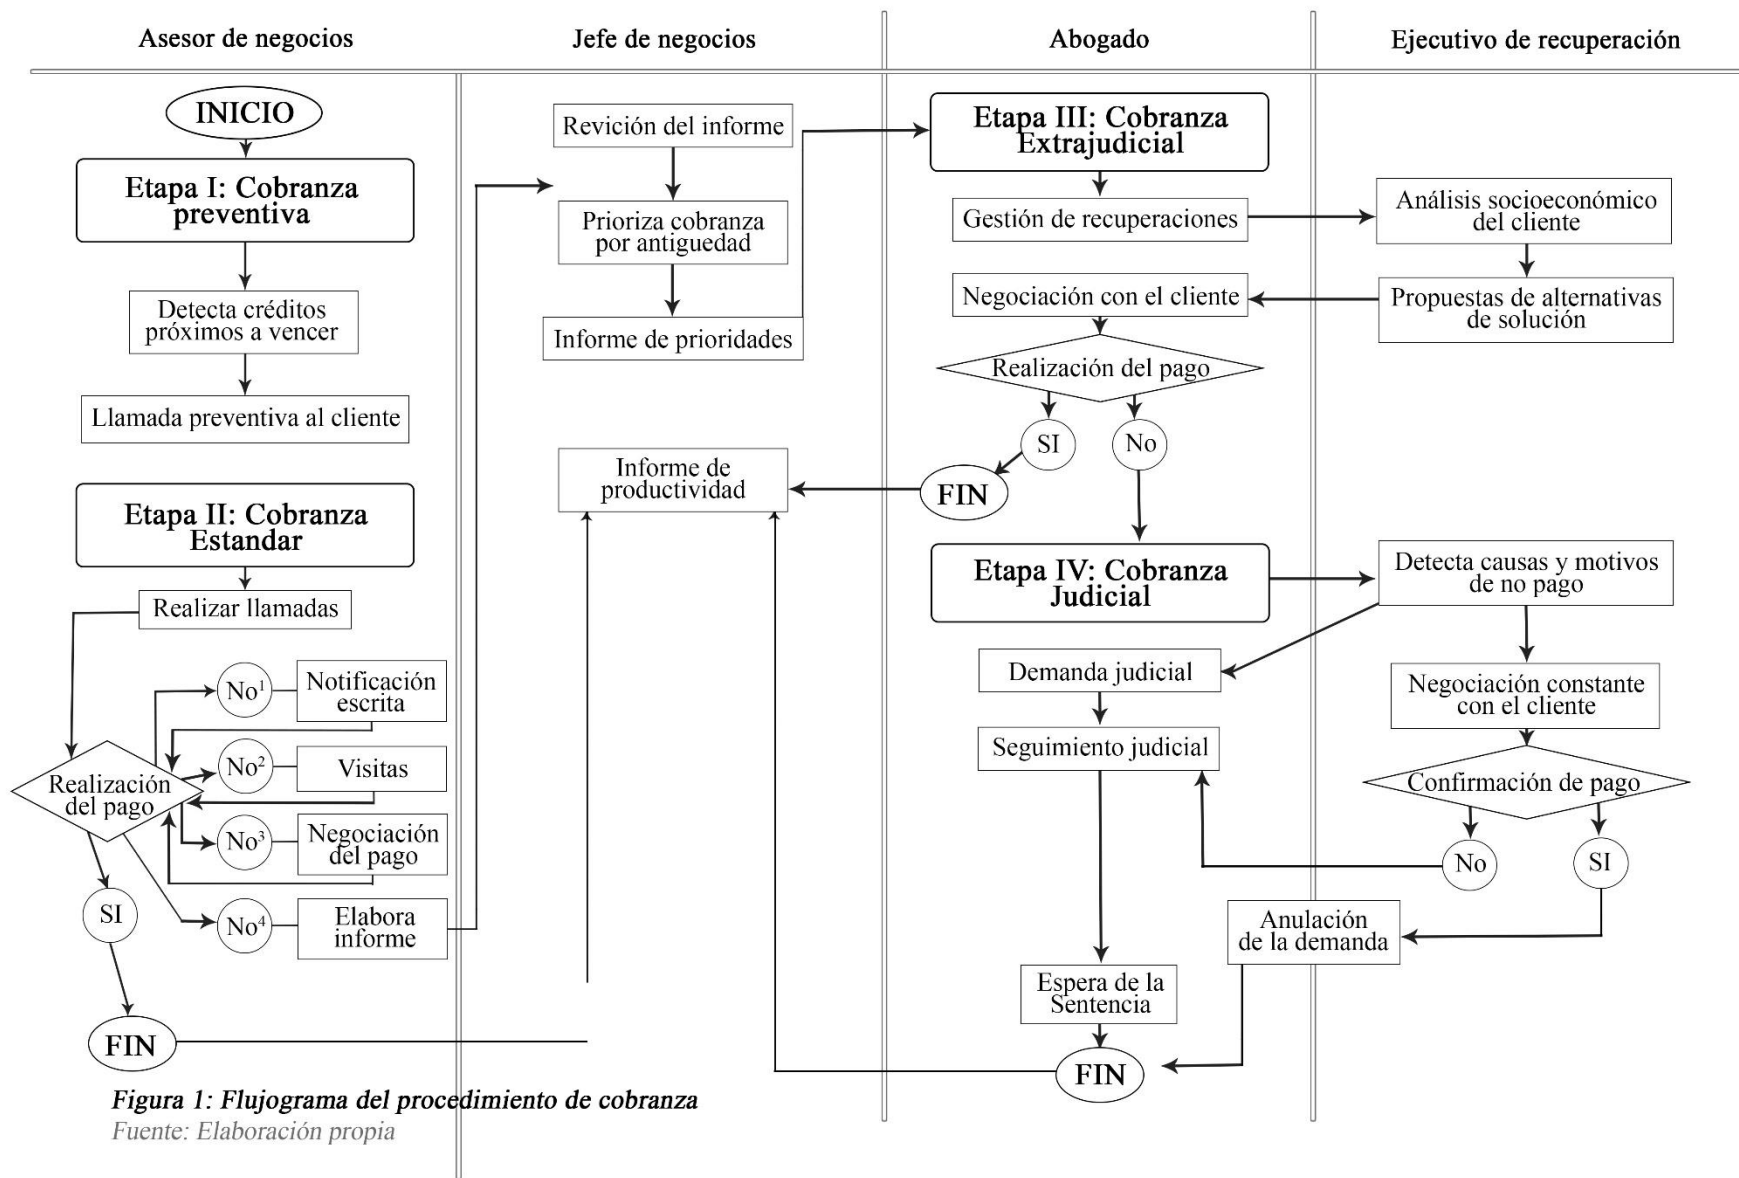 Asesor de negocios
Jefe de negocios
Abogado
Ejecutivo de recuperación
INICIO
Etapa I: Cobranza
preventiva
Detecta créditos
próximos a vencer
Llamada preventiva al cliente
Etapa II: Cobranza
Estandar
Realizar llamadas
Realización
del pago
No¹
Notificación
escrita
No²
Visitas
No³
Negociación
del pago
No⁴
Elabora
informe
SI
FIN
Revición del informe
Prioriza cobranza
por antiguedad
Informe de prioridades
Informe de
productividad
Etapa III: Cobranza
Extrajudicial
Gestión de recuperaciones
Negociación con el cliente
Realización del pago
SI
No
FIN
Etapa IV: Cobranza
Judicial
Demanda judicial
Seguimiento judicial
Espera de la
Sentencia
FIN
Análisis socioeconómico
del cliente
Propuestas de alternativas
de solución
Detecta causas y motivos
de no pago
Negociación constante
con el cliente
Confirmación de pago
No
SI
Anulación
de la demanda
Figura 1: Flujograma del procedimiento de cobranza
Fuente: Elaboración propia